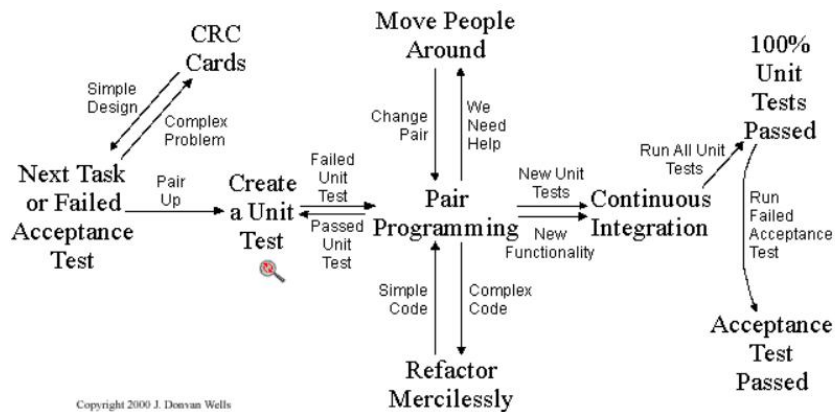 CRC
Cards
Simple
Design
Complex
Problem
Next Task
or Failed
Acceptance
Test
Pair
Up
Create
a Unit
Test
Failed
Unit
Test
Passed
Unit
Test
Move People
Around
Change
Pair
We
Need
Help
Pair
Programming
Simple
Code
Complex
Code
Refactor
Mercilessly
New Unit
Tests
New
Functionality
Continuous
Integration
Run All Unit
Tests
100%
Unit
Tests
Passed
Run
Failed
Acceptance
Test
Acceptance
Test
Passed
Copyright 2000 J. Donvan Wells